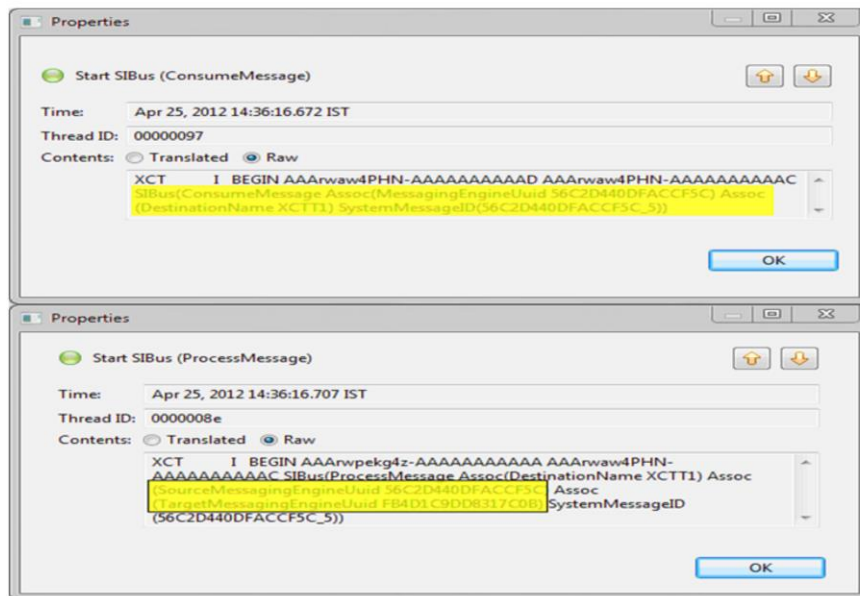 Properties
Start SIBus (ConsumeMessage)
Time: Apr 25, 2012 14:36:16.672 IST
Thread ID: 00000097
Contents: Translated Raw
XCT I BEGIN AAArwaw4PHN-AAAAAAAAAAD AAArwaw4PHN-AAAAAAAAAAC
SIBus(ConsumeMessage Assoc(MessagingEngineUuid 56C2D440DFACCF5C) Assoc
(DestinationName XCTT1) SystemMessageID(56C2D440DFACCF5C_5))
OK
Properties
Start SIBus (ProcessMessage)
Time: Apr 25, 2012 14:36:16.707 IST
Thread ID: 0000008e
Contents: Translated Raw
XCT I BEGIN AAArwpekg4z-AAAAAAAAAAA AAArwaw4PHN-
AAAAAAAAAAC SIBus(ProcessMessage Assoc(DestinationName XCTT1) Assoc
(SourceMessagingEngineUuid 56C2D440DFACCF5C) Assoc
(TargetMessagingEngineUuid FB4D1C9DD8317C0B) SystemMessageID
(56C2D440DFACCF5C_5))
OK